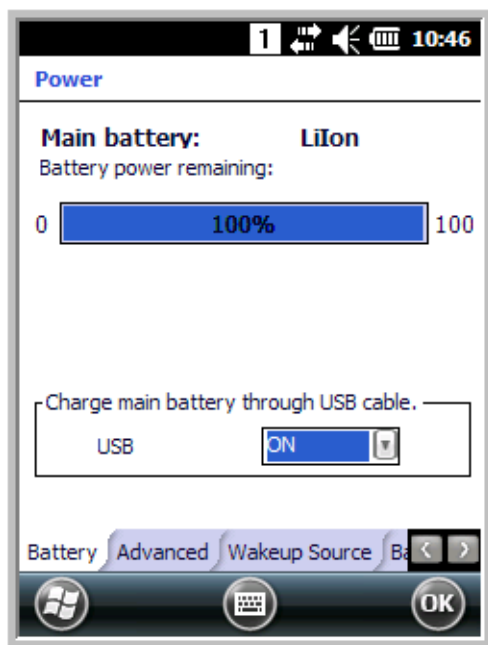 1 10:46
Power
Main battery: LiIon
Battery power remaining:
0 100% 100
Charge main battery through USB cable.
USB ON
Battery Advanced Wakeup Source Ba
OK